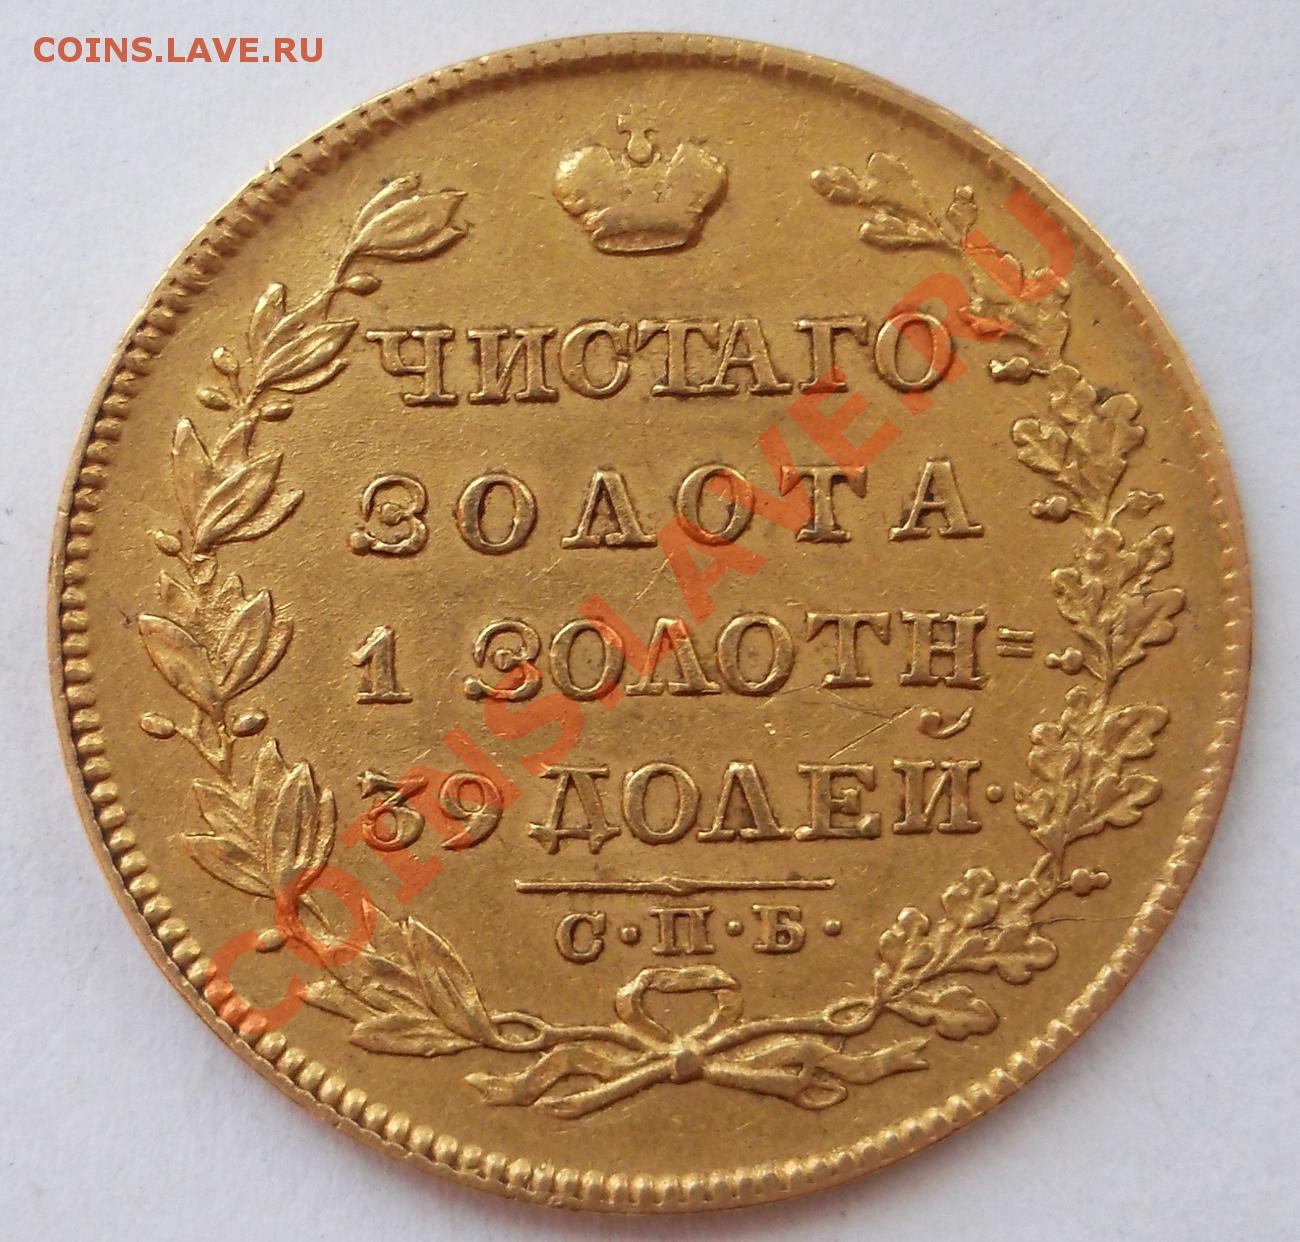 COINS.LAVE.RU
ЧИСТАГО
ЗОЛОТА
1 ЗОЛОТН=
39 ДОЛЕЙ·
С·П·Б·
COINS.LAVE.RU